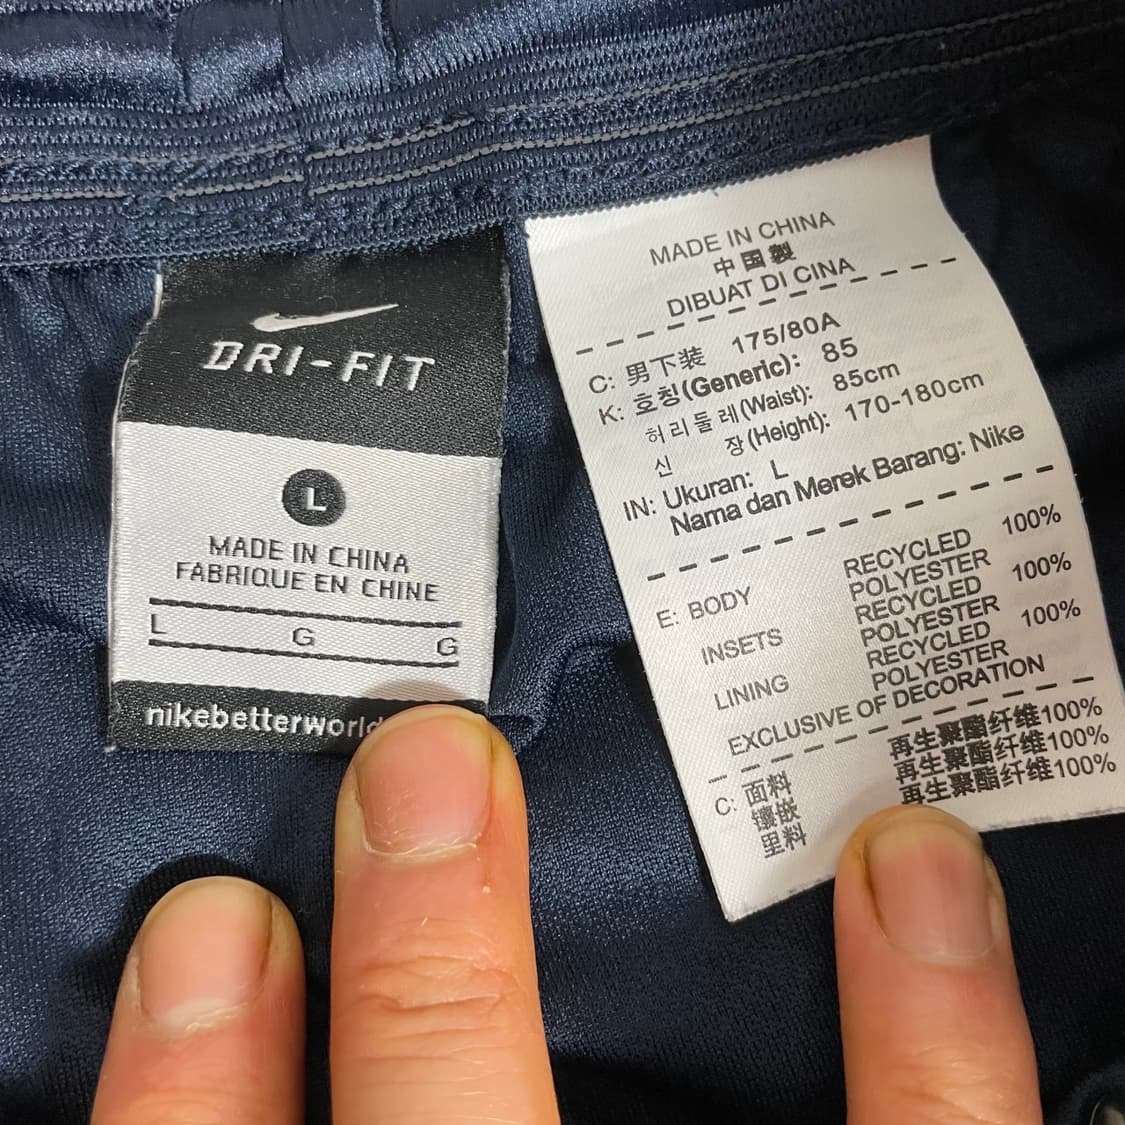 DRI-FIT
L
MADE IN CHINA
FABRIQUE EN CHINE
L G G
nikebetterworld
MADE IN CHINA
中国製
DIBUAT DI CINA
C: 男下装 175/80A
K: 호칭(Generic): 85
허리둘레(Waist): 85cm
신 장(Height): 170-180cm
IN: Ukuran: L
Nama dan Merek Barang: Nike
E: BODY RECYCLED POLYESTER 100%
INSETS RECYCLED POLYESTER 100%
LINING RECYCLED POLYESTER 100%
EXCLUSIVE OF DECORATION
C: 面料 再生聚酯纤维100%
镶嵌 再生聚酯纤维100%
里料 再生聚酯纤维100%